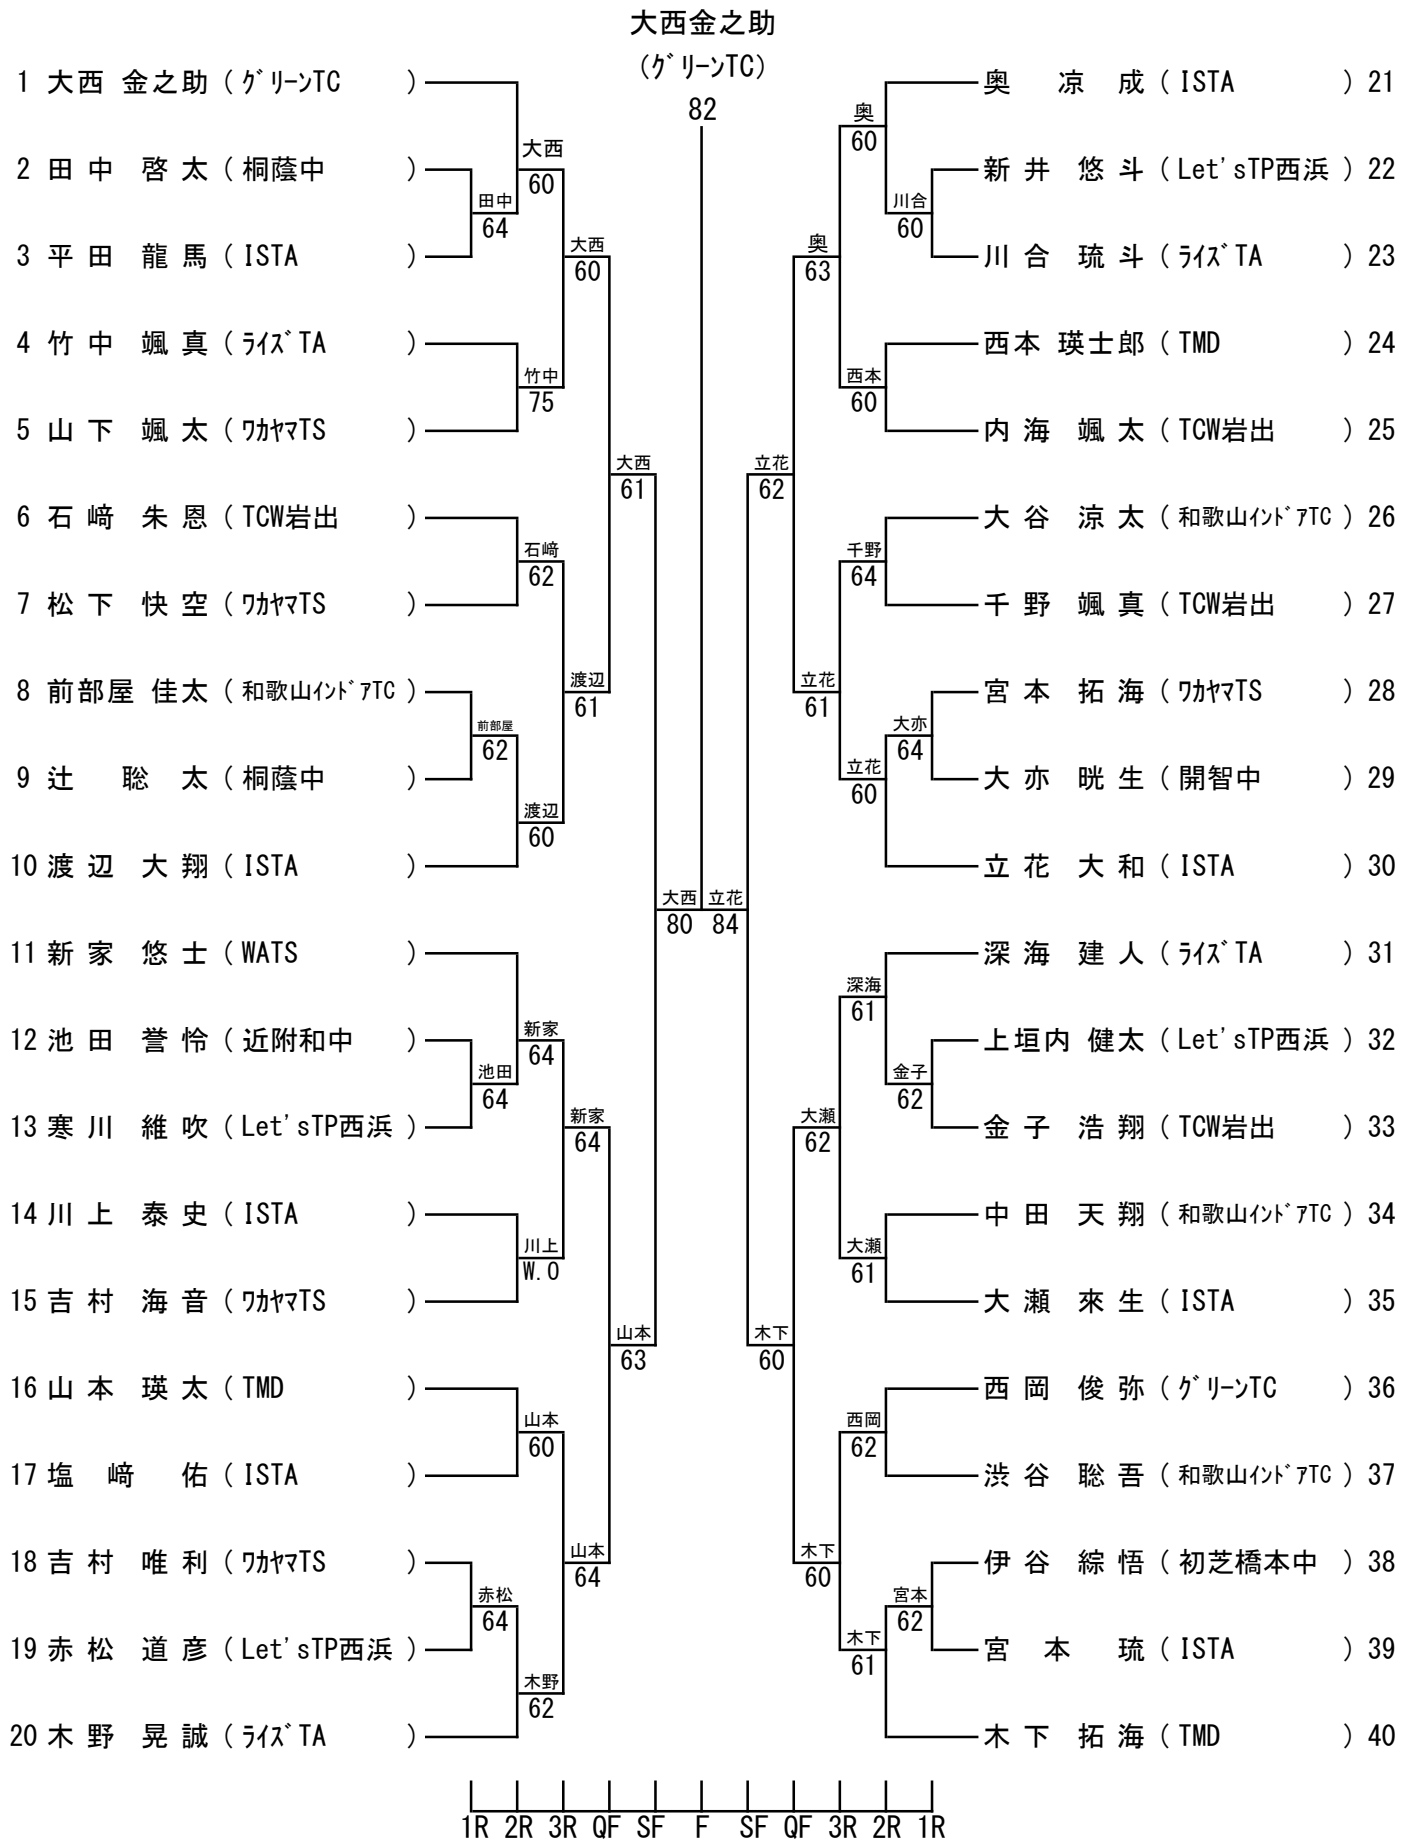 大西金之助
(グリーンTC)
82
1 大西 金之助 (グリーンTC)
2 田中 啓太 (桐蔭中)
3 平田 龍馬 (ISTA)
4 竹中 颯真 (ライズTA)
5 山下 颯太 (ワカヤマTS)
6 石﨑 朱恩 (TCW岩出)
7 松下 快空 (ワカヤマTS)
8 前部屋 佳太 (和歌山インドアTC)
9 辻 聡太 (桐蔭中)
10 渡辺 大翔 (ISTA)
11 新家 悠士 (WATS)
12 池田 誉怜 (近附和中)
13 寒川 維吹 (Let'sTP西浜)
14 川上 泰史 (ISTA)
15 吉村 海音 (ワカヤマTS)
16 山本 瑛太 (TMD)
17 塩﨑 佑 (ISTA)
18 吉村 唯利 (ワカヤマTS)
19 赤松 道彦 (Let'sTP西浜)
20 木野 晃誠 (ライズTA)
田中
64
前部屋
62
池田
64
赤松
64
大西
60
竹中
75
石﨑
62
渡辺
60
新家
64
川上
W.O
山本
60
木野
62
大西
60
渡辺
61
新家
64
山本
64
大西
61
山本
63
大西
80
立花
84
立花
62
木下
60
奥
63
立花
61
大瀬
62
木下
60
奥
60
西本
60
千野
64
立花
60
深海
61
大瀬
61
西岡
62
木下
61
川合
60
大亦
64
金子
62
宮本
62
奥 凉成 (ISTA) 21
新井 悠斗 (Let'sTP西浜) 22
川合 琉斗 (ライズTA) 23
西本 瑛士郎 (TMD) 24
内海 颯太 (TCW岩出) 25
大谷 涼太 (和歌山インドアTC) 26
千野 颯真 (TCW岩出) 27
宮本 拓海 (ワカヤマTS) 28
大亦 晄生 (開智中) 29
立花 大和 (ISTA) 30
深海 建人 (ライズTA) 31
上垣内 健太 (Let'sTP西浜) 32
金子 浩翔 (TCW岩出) 33
中田 天翔 (和歌山インドアTC) 34
大瀬 來生 (ISTA) 35
西岡 俊弥 (グリーンTC) 36
渋谷 聡吾 (和歌山インドアTC) 37
伊谷 綜悟 (初芝橋本中) 38
宮本 琉 (ISTA) 39
木下 拓海 (TMD) 40
1R 2R 3R QF SF F SF QF 3R 2R 1R